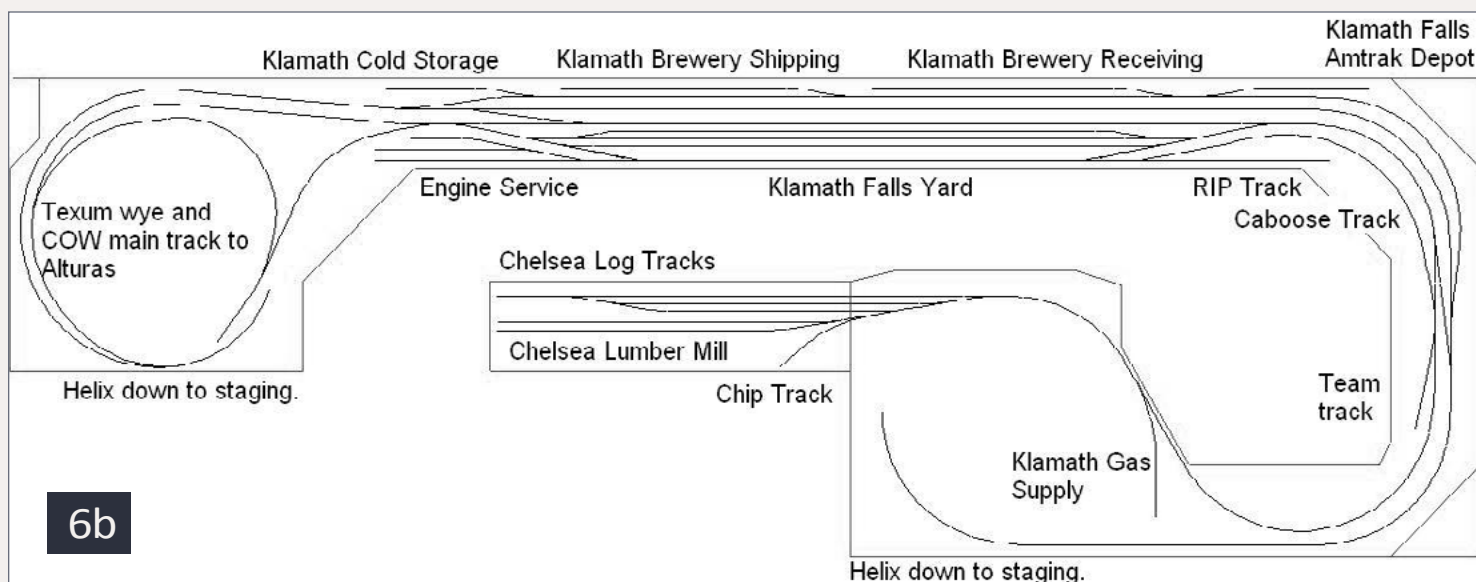 Klamath Falls
Amtrak Depot
Klamath Cold Storage
Klamath Brewery Shipping
Klamath Brewery Receiving
Engine Service
Klamath Falls Yard
RIP Track
Caboose Track
Texum wye and
COW main track to
Alturas
Chelsea Log Tracks
Chelsea Lumber Mill
Helix down to staging.
Chip Track
Team
track
Klamath Gas
Supply
6b
Helix down to staging.